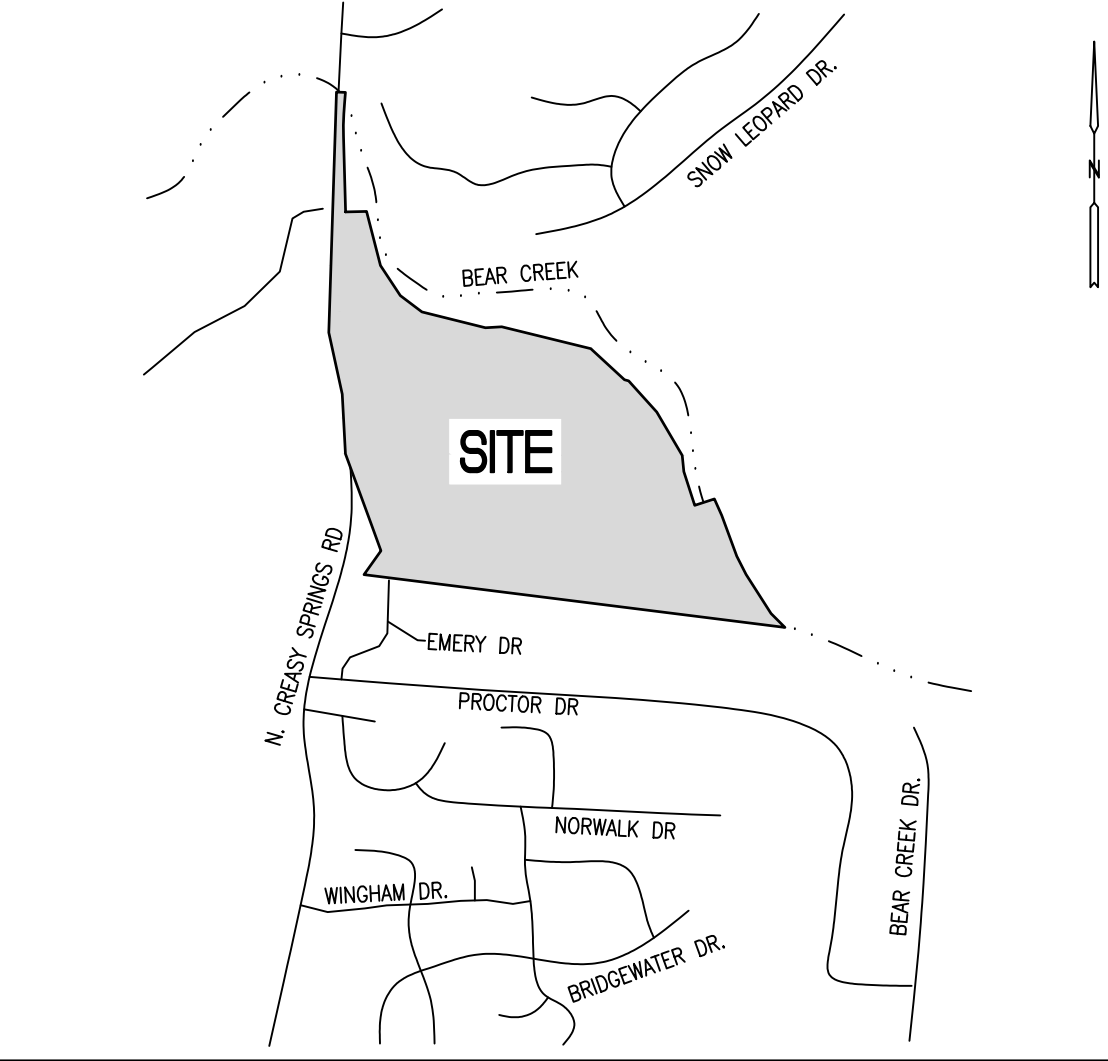 SNOW LEOPARD DR.
N
BEAR CREEK
SITE
N. CREASY SPRINGS RD
EMERY DR
PROCTOR DR
NORWALK DR
BEAR CREEK DR.
WINGHAM DR.
BRIDGEWATER DR.